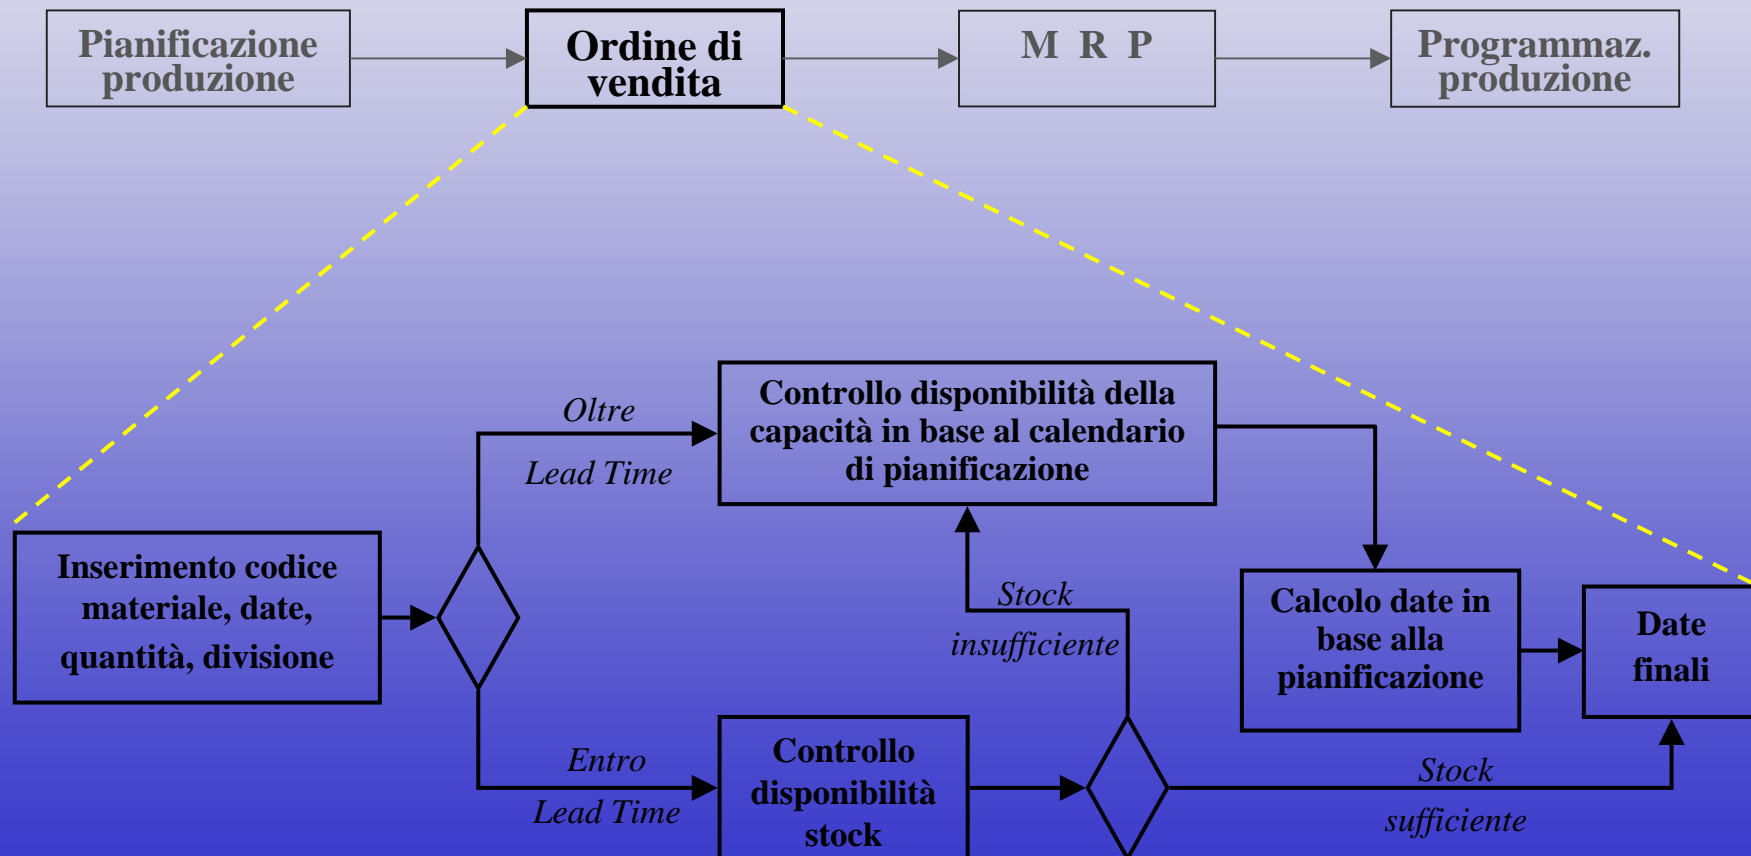 Pianificazione
produzione
Ordine di
vendita
M R P
Programmaz.
produzione
Oltre
Lead Time
Controllo disponibilità della
capacità in base al calendario
di pianificazione
Inserimento codice
materiale, date,
quantità, divisione
Stock
insufficiente
Calcolo date in
base alla
pianificazione
Date
finali
Entro
Lead Time
Controllo
disponibilità
stock
Stock
sufficiente